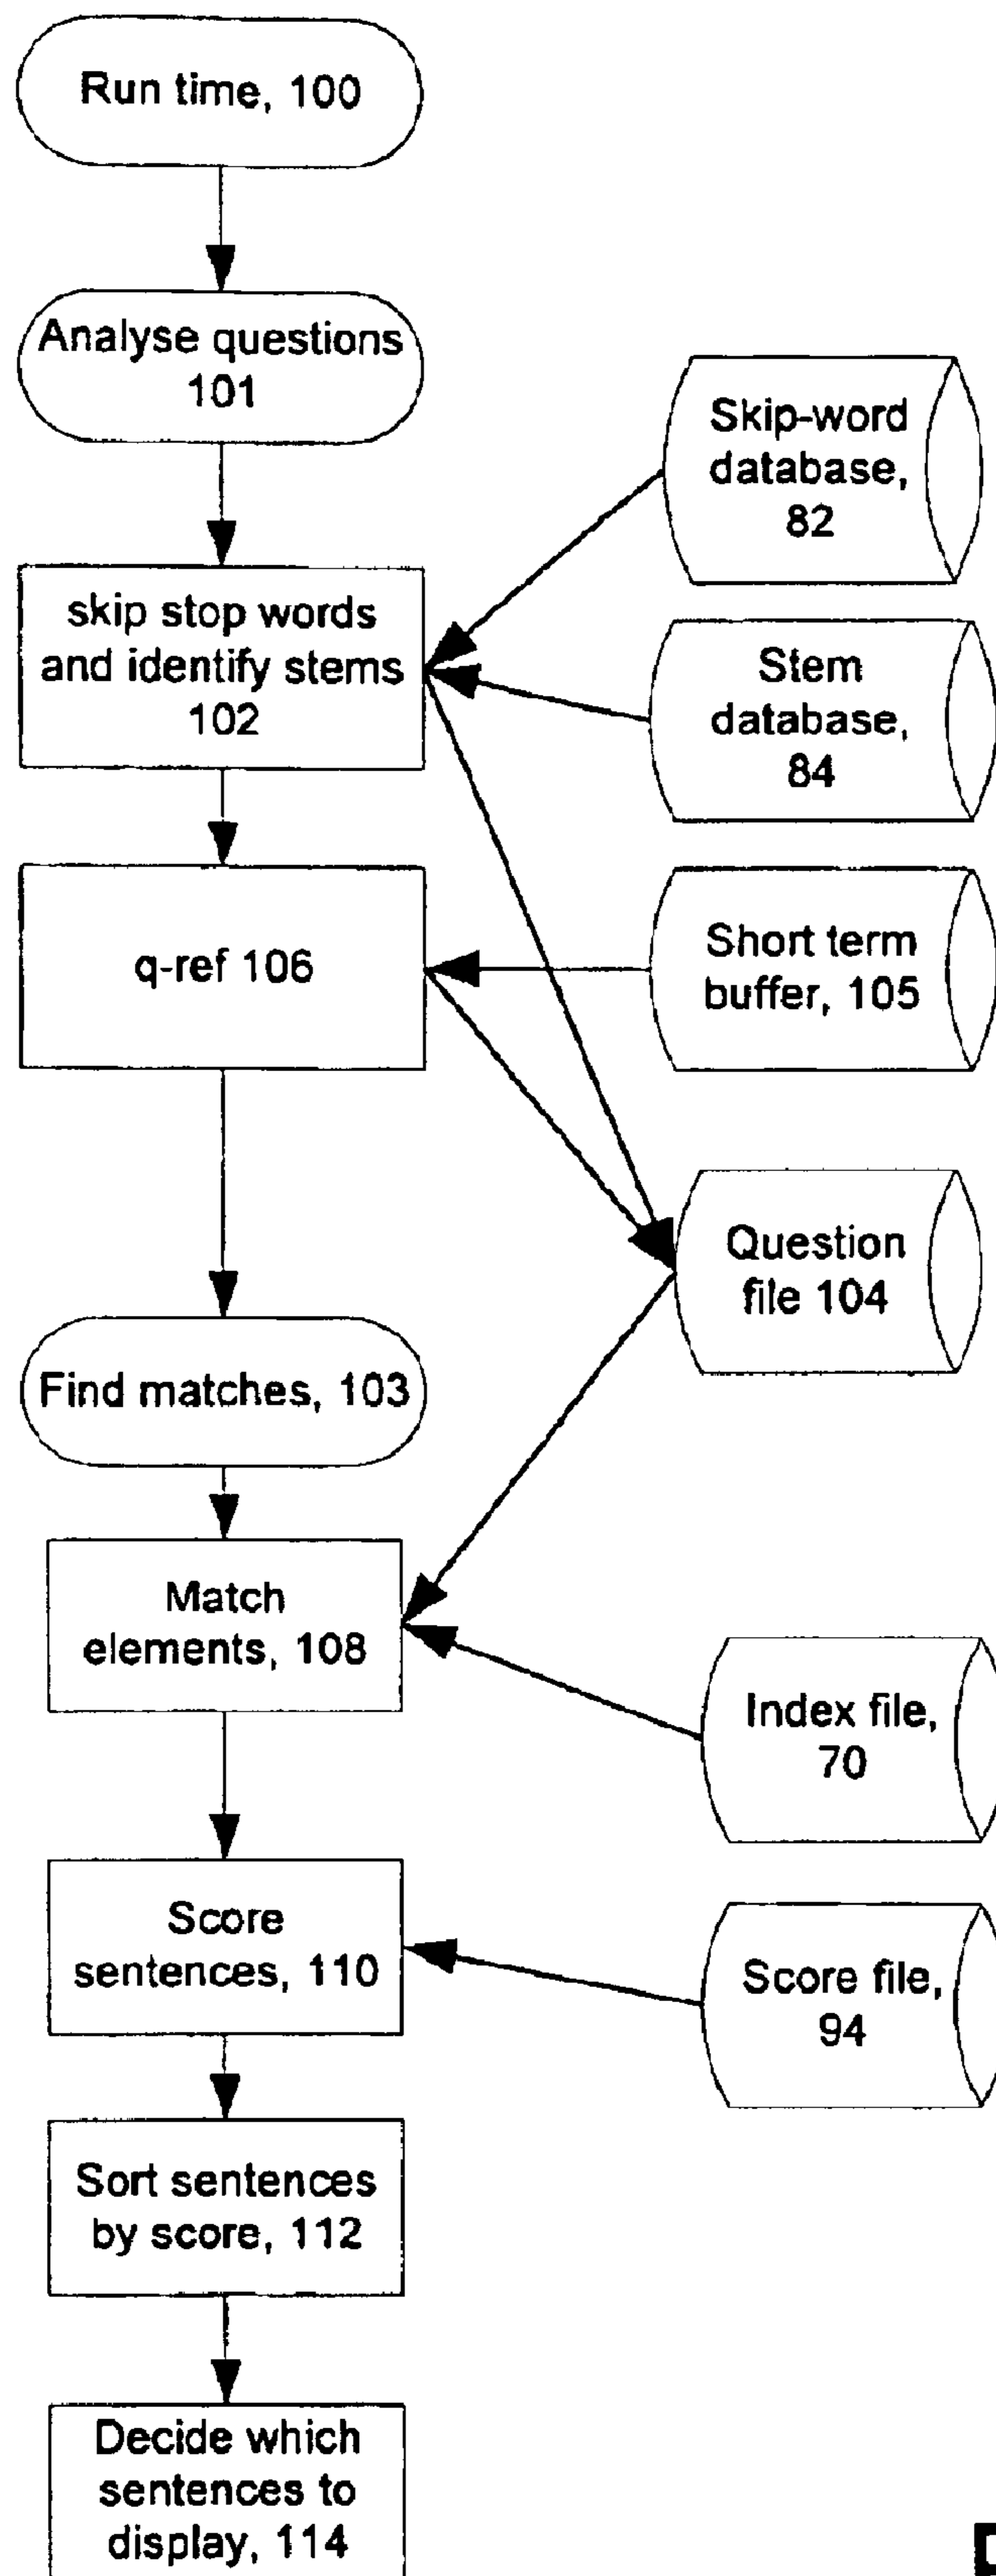 Run time, 100
Analyse questions
101
Skip-word
database,
82
skip stop words
and identify stems
102
Stem
database,
84
q-ref 106
Short term
buffer, 105
Question
file 104
Find matches, 103
Match
elements, 108
Index file,
70
Score
sentences, 110
Score file,
94
Sort sentences
by score, 112
Decide which
sentences to
display, 114